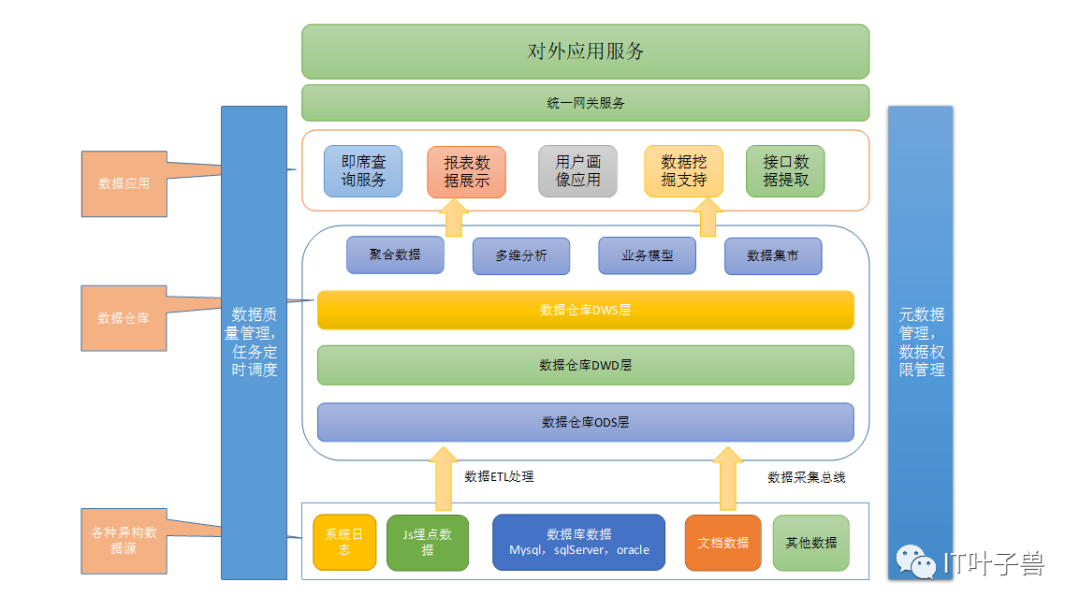 对外应用服务
统一网关服务
数据应用
即席查
询服务
报表数
据展示
用户画
像应用
数据挖
掘支持
接口数
据提取
聚合数据
多维分析
业务模型
数据集市
数据仓库
数据仓库DWS层
数据仓库DWD层
数据仓库ODS层
数据质
量管理，
任务定
时调度
元数据
管理，
数据权
限管理
数据ETL处理
数据采集总线
各种异构数
据源
系统日
志
Js埋点数
据
数据库数据
Mysql，sqlServer，oracle
文档数据
其他数据
IT叶子兽